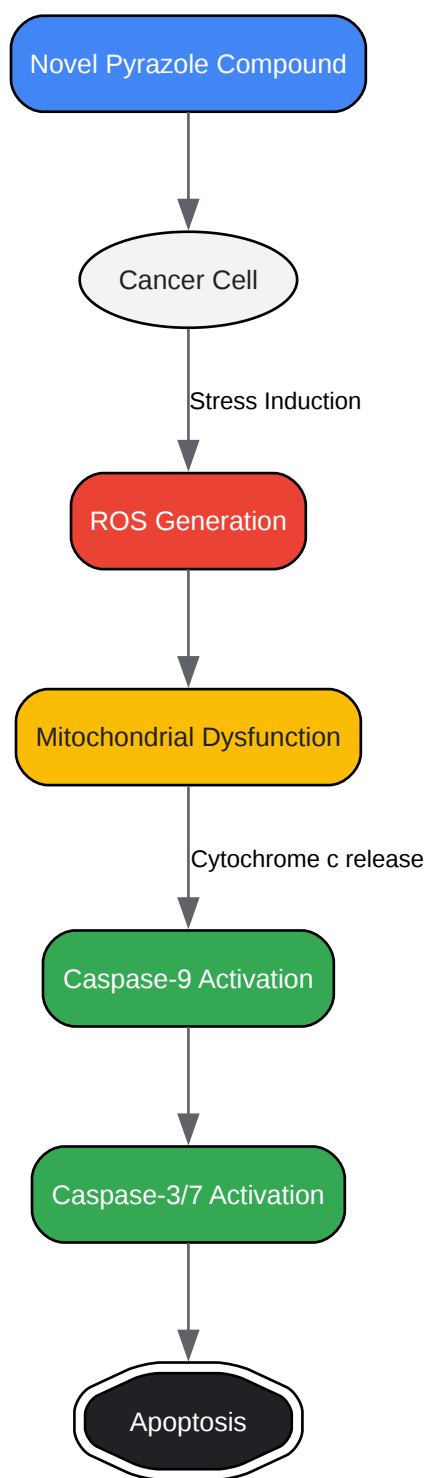 Novel Pyrazole Compound
Cancer Cell
Stress Induction
ROS Generation
Mitochondrial Dysfunction
Cytochrome c release
Caspase-9 Activation
Caspase-3/7 Activation
Apoptosis